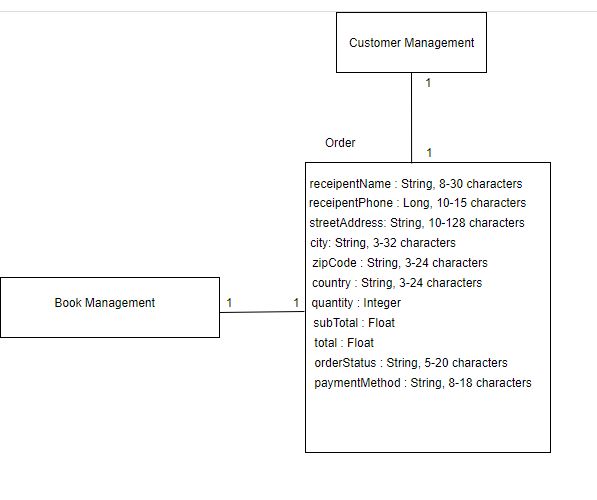 Customer Management
1
Order
1
receipentName : String, 8-30 characters
receipentPhone : Long, 10-15 characters
streetAddress: String, 10-128 characters
city: String, 3-32 characters
zipCode : String, 3-24 characters
country : String, 3-24 characters
Book Management
1
1
quantity : Integer
subTotal : Float
total : Float
orderStatus : String, 5-20 characters
paymentMethod : String, 8-18 characters